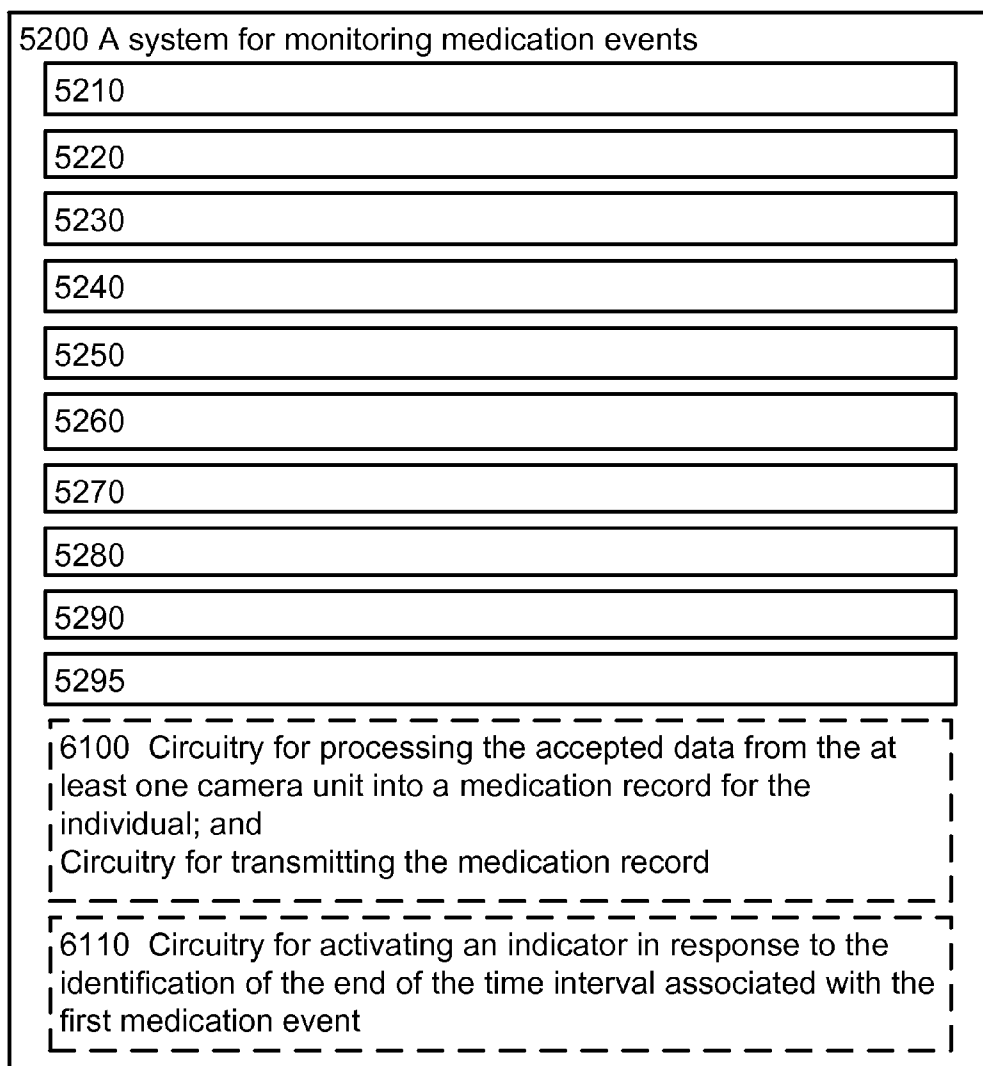 5200 A system for monitoring medication events
5210
5220
5230
5240
5250
5260
5270
5280
5290
5295
6100 Circuitry for processing the accepted data from the at
least one camera unit into a medication record for the
individual; and
Circuitry for transmitting the medication record
6110 Circuitry for activating an indicator in response to the
identification of the end of the time interval associated with the
first medication event